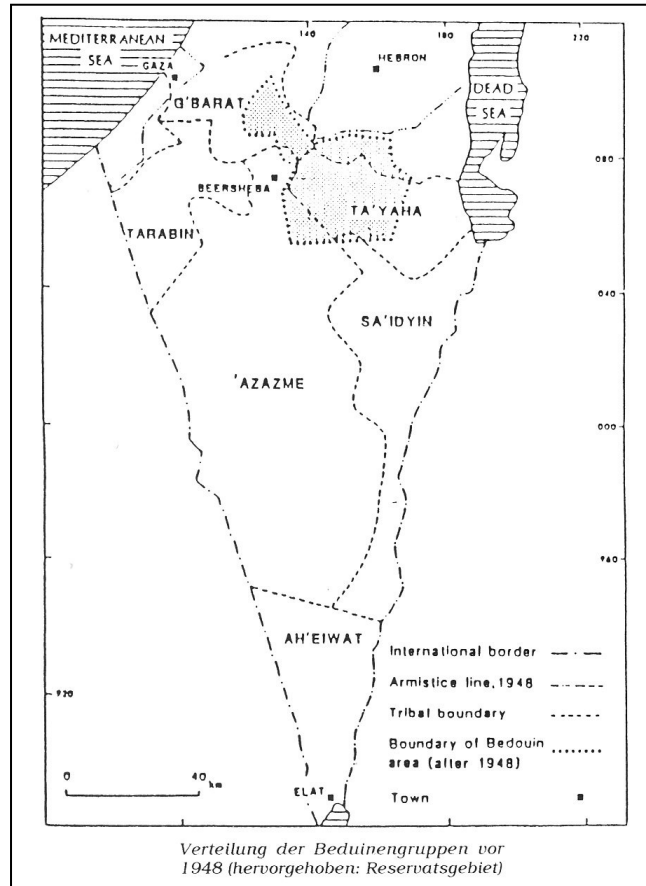 140
180
220
MEDITERRANEAN
SEA
GAZA
HEBRON
G'BARAT
DEAD
SEA
080
BEERSHEBA
TA'YAHA
TARABIN
040
SA'IDYIN
'AZAZME
000
960
AH'EIWAT
International border
Armistice line, 1948
920
Tribal boundary
Boundary of Bedouin
area (after 1948)
0 40
km
ELAT
Town
Verteilung der Beduinengruppen vor
1948 (hervorgehoben: Reservatsgebiet)